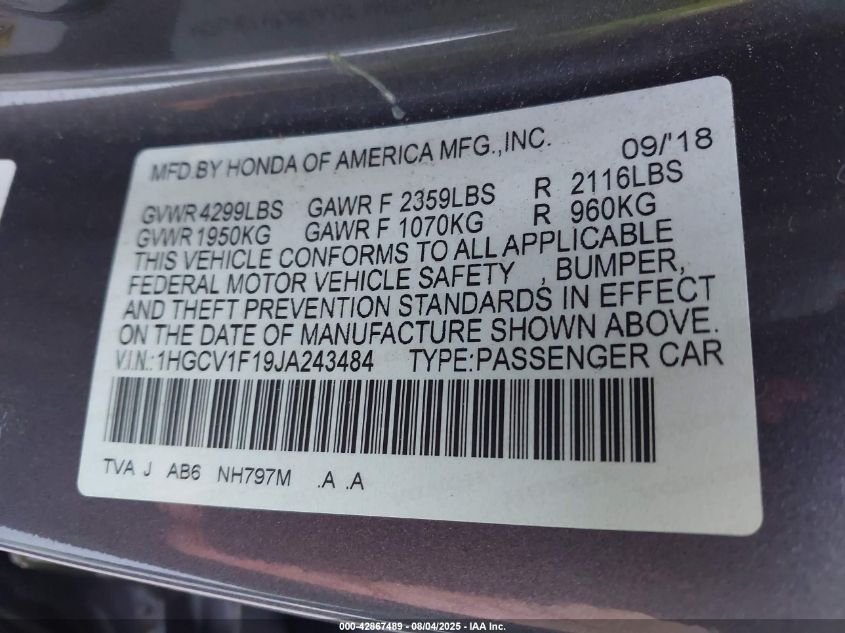 MFD.BY HONDA OF AMERICA MFG.,INC. 09/'18
GVWR 4299LBS GAWR F 2359LBS R 2116LBS
GVWR 1950KG GAWR F 1070KG R 960KG
THIS VEHICLE CONFORMS TO ALL APPLICABLE
FEDERAL MOTOR VEHICLE SAFETY , BUMPER,
AND THEFT PREVENTION STANDARDS IN EFFECT
ON THE DATE OF MANUFACTURE SHOWN ABOVE.
V.I.N.:1HGCV1F19JA243484 TYPE:PASSENGER CAR
TVA J AB6 NH797M .A .A
000-42867489 - 08/04/2025 - IAA Inc.